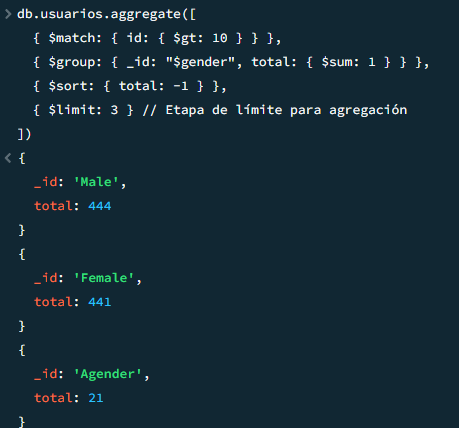 > db.usuarios.aggregate([
{ $match: { id: { $gt: 10 } } },
{ $group: { _id: "$gender", total: { $sum: 1 } } },
{ $sort: { total: -1 } },
{ $limit: 3 } // Etapa de límite para agregación
])
< {
_id: 'Male',
total: 444
}
{
_id: 'Female',
total: 441
}
{
_id: 'Agender',
total: 21
}